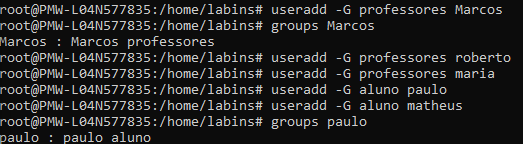 root@PMW-L04N577835:/home/labins# useradd -G professores Marcos
root@PMW-L04N577835:/home/labins# groups Marcos
Marcos : Marcos professores
root@PMW-L04N577835:/home/labins# useradd -G professores roberto
root@PMW-L04N577835:/home/labins# useradd -G professores maria
root@PMW-L04N577835:/home/labins# useradd -G aluno paulo
root@PMW-L04N577835:/home/labins# useradd -G aluno matheus
root@PMW-L04N577835:/home/labins# groups paulo
paulo : paulo aluno